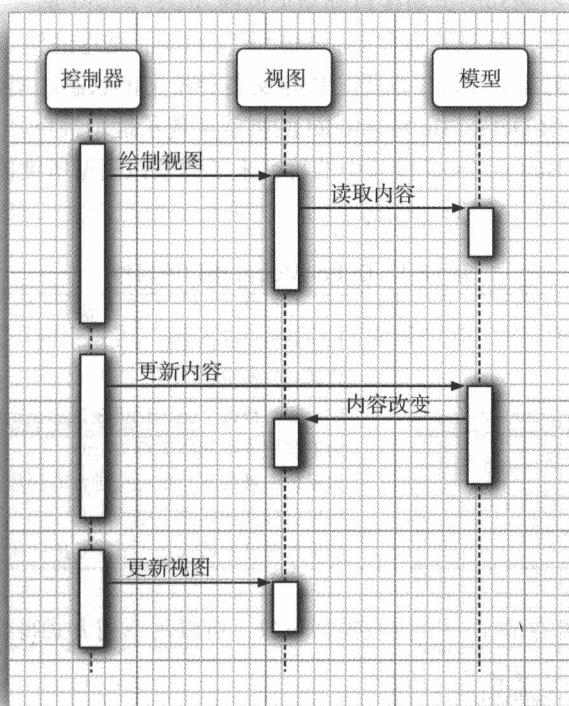 控制器
视图
模型
绘制视图
读取内容
更新内容
内容改变
更新视图